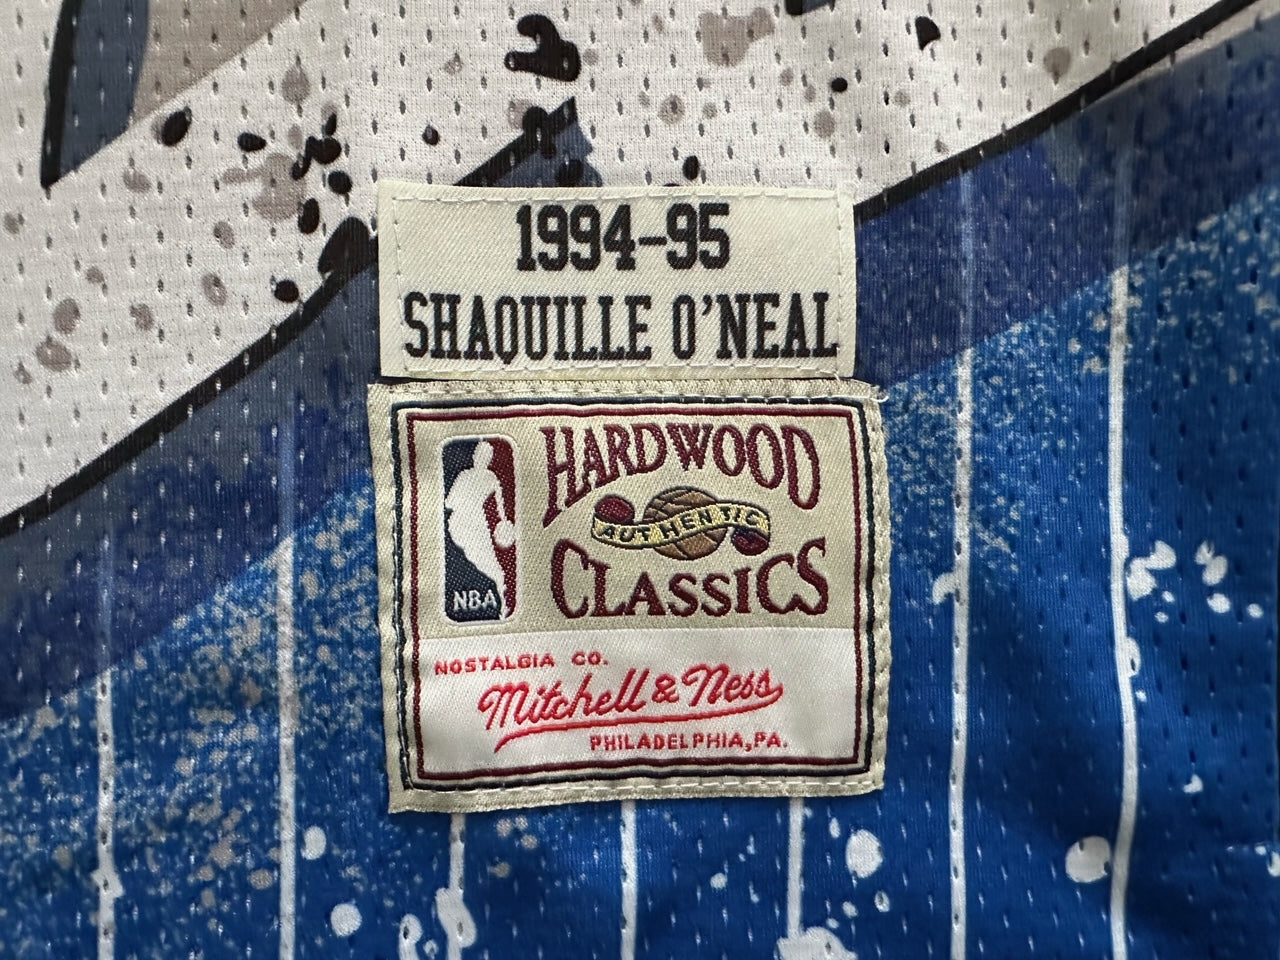 1994-95
SHAQUILLE O'NEAL
HARDWOOD
AUTHENTIC
CLASSICS
NBA
NOSTALGIA CO.
Mitchell & Ness
PHILADELPHIA, PA.